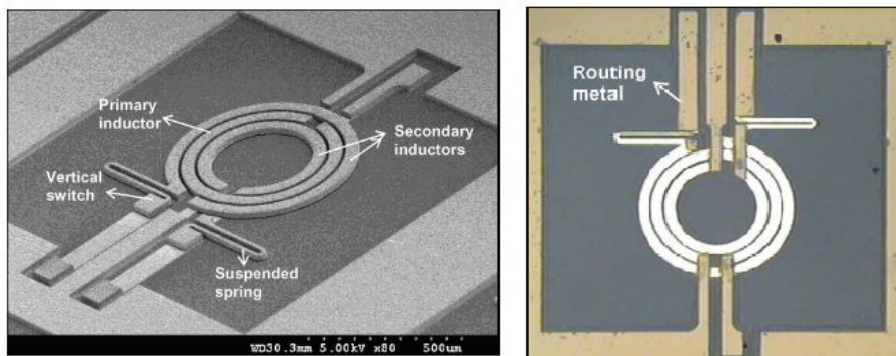 Primary
inductor
Secondary
inductors
Vertical
switch
Suspended
spring
WD30.3mm 5.00kV x80 500um
Routing
metal